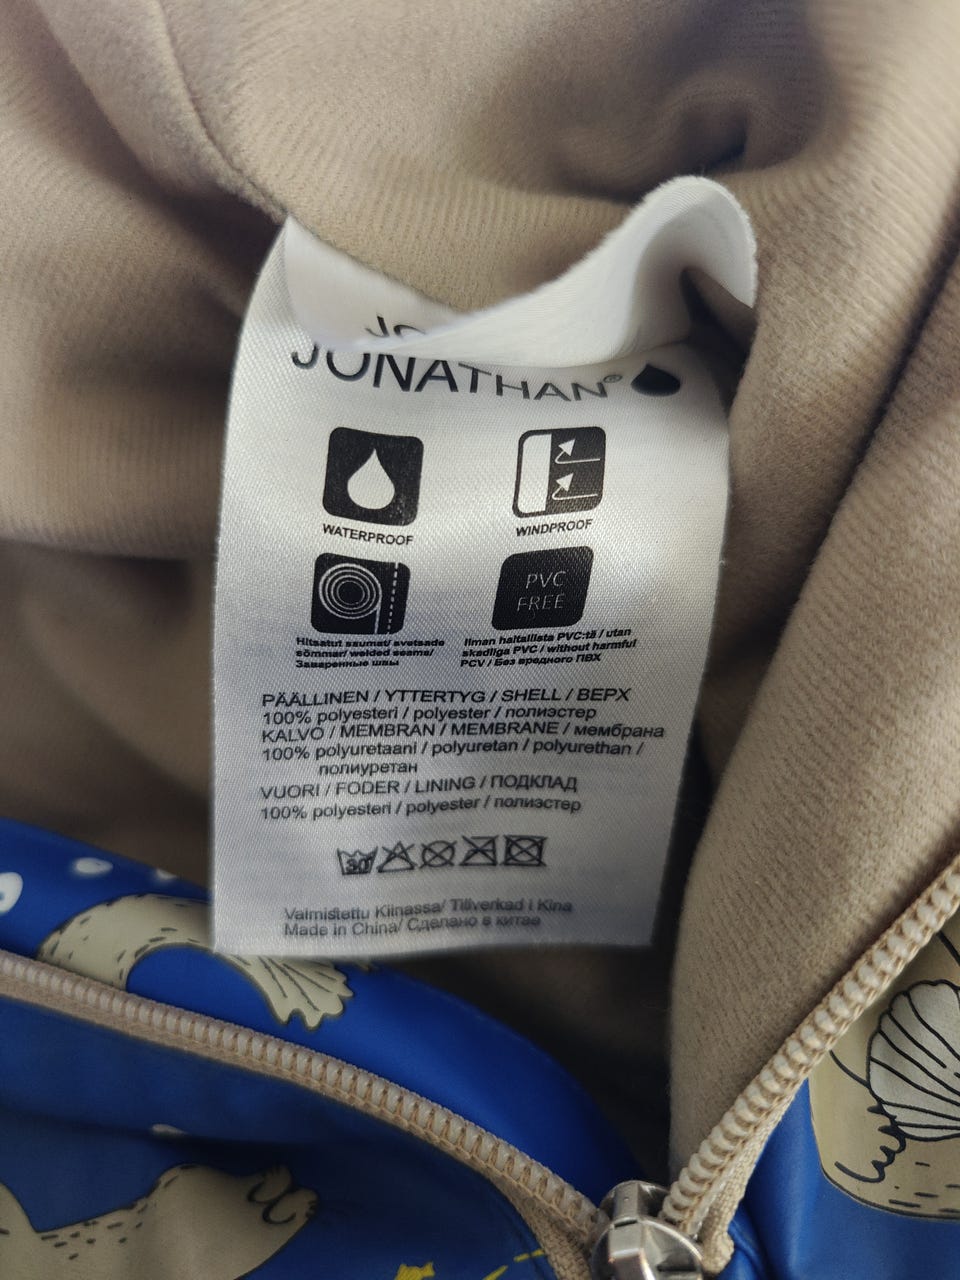 JONATHAN®
WATERPROOF
WINDPROOF
PVC
FREE
Hitsatut saumat/ svetsade
sömmar/ welded seams/
Заваренные швы
Ilman haitallista PVC:tä / utan
skadliga PVC / without harmful
PCV / Без вредного ПВХ
PÄÄLLINEN / YTTERTYG / SHELL / ВЕРХ
100% polyesteri / polyester / полиэстер
KALVO / MEMBRAN / MEMBRANE / мембрана
100% polyuretaani / polyuretan / polyurethan /
полиуретан
VUORI / FODER / LINING / ПОДКЛАД
100% polyesteri / polyester / полиэстер
30
Valmistettu Kiinassa/ Tillverkad i Kina
Made in China/ Сделано в китае